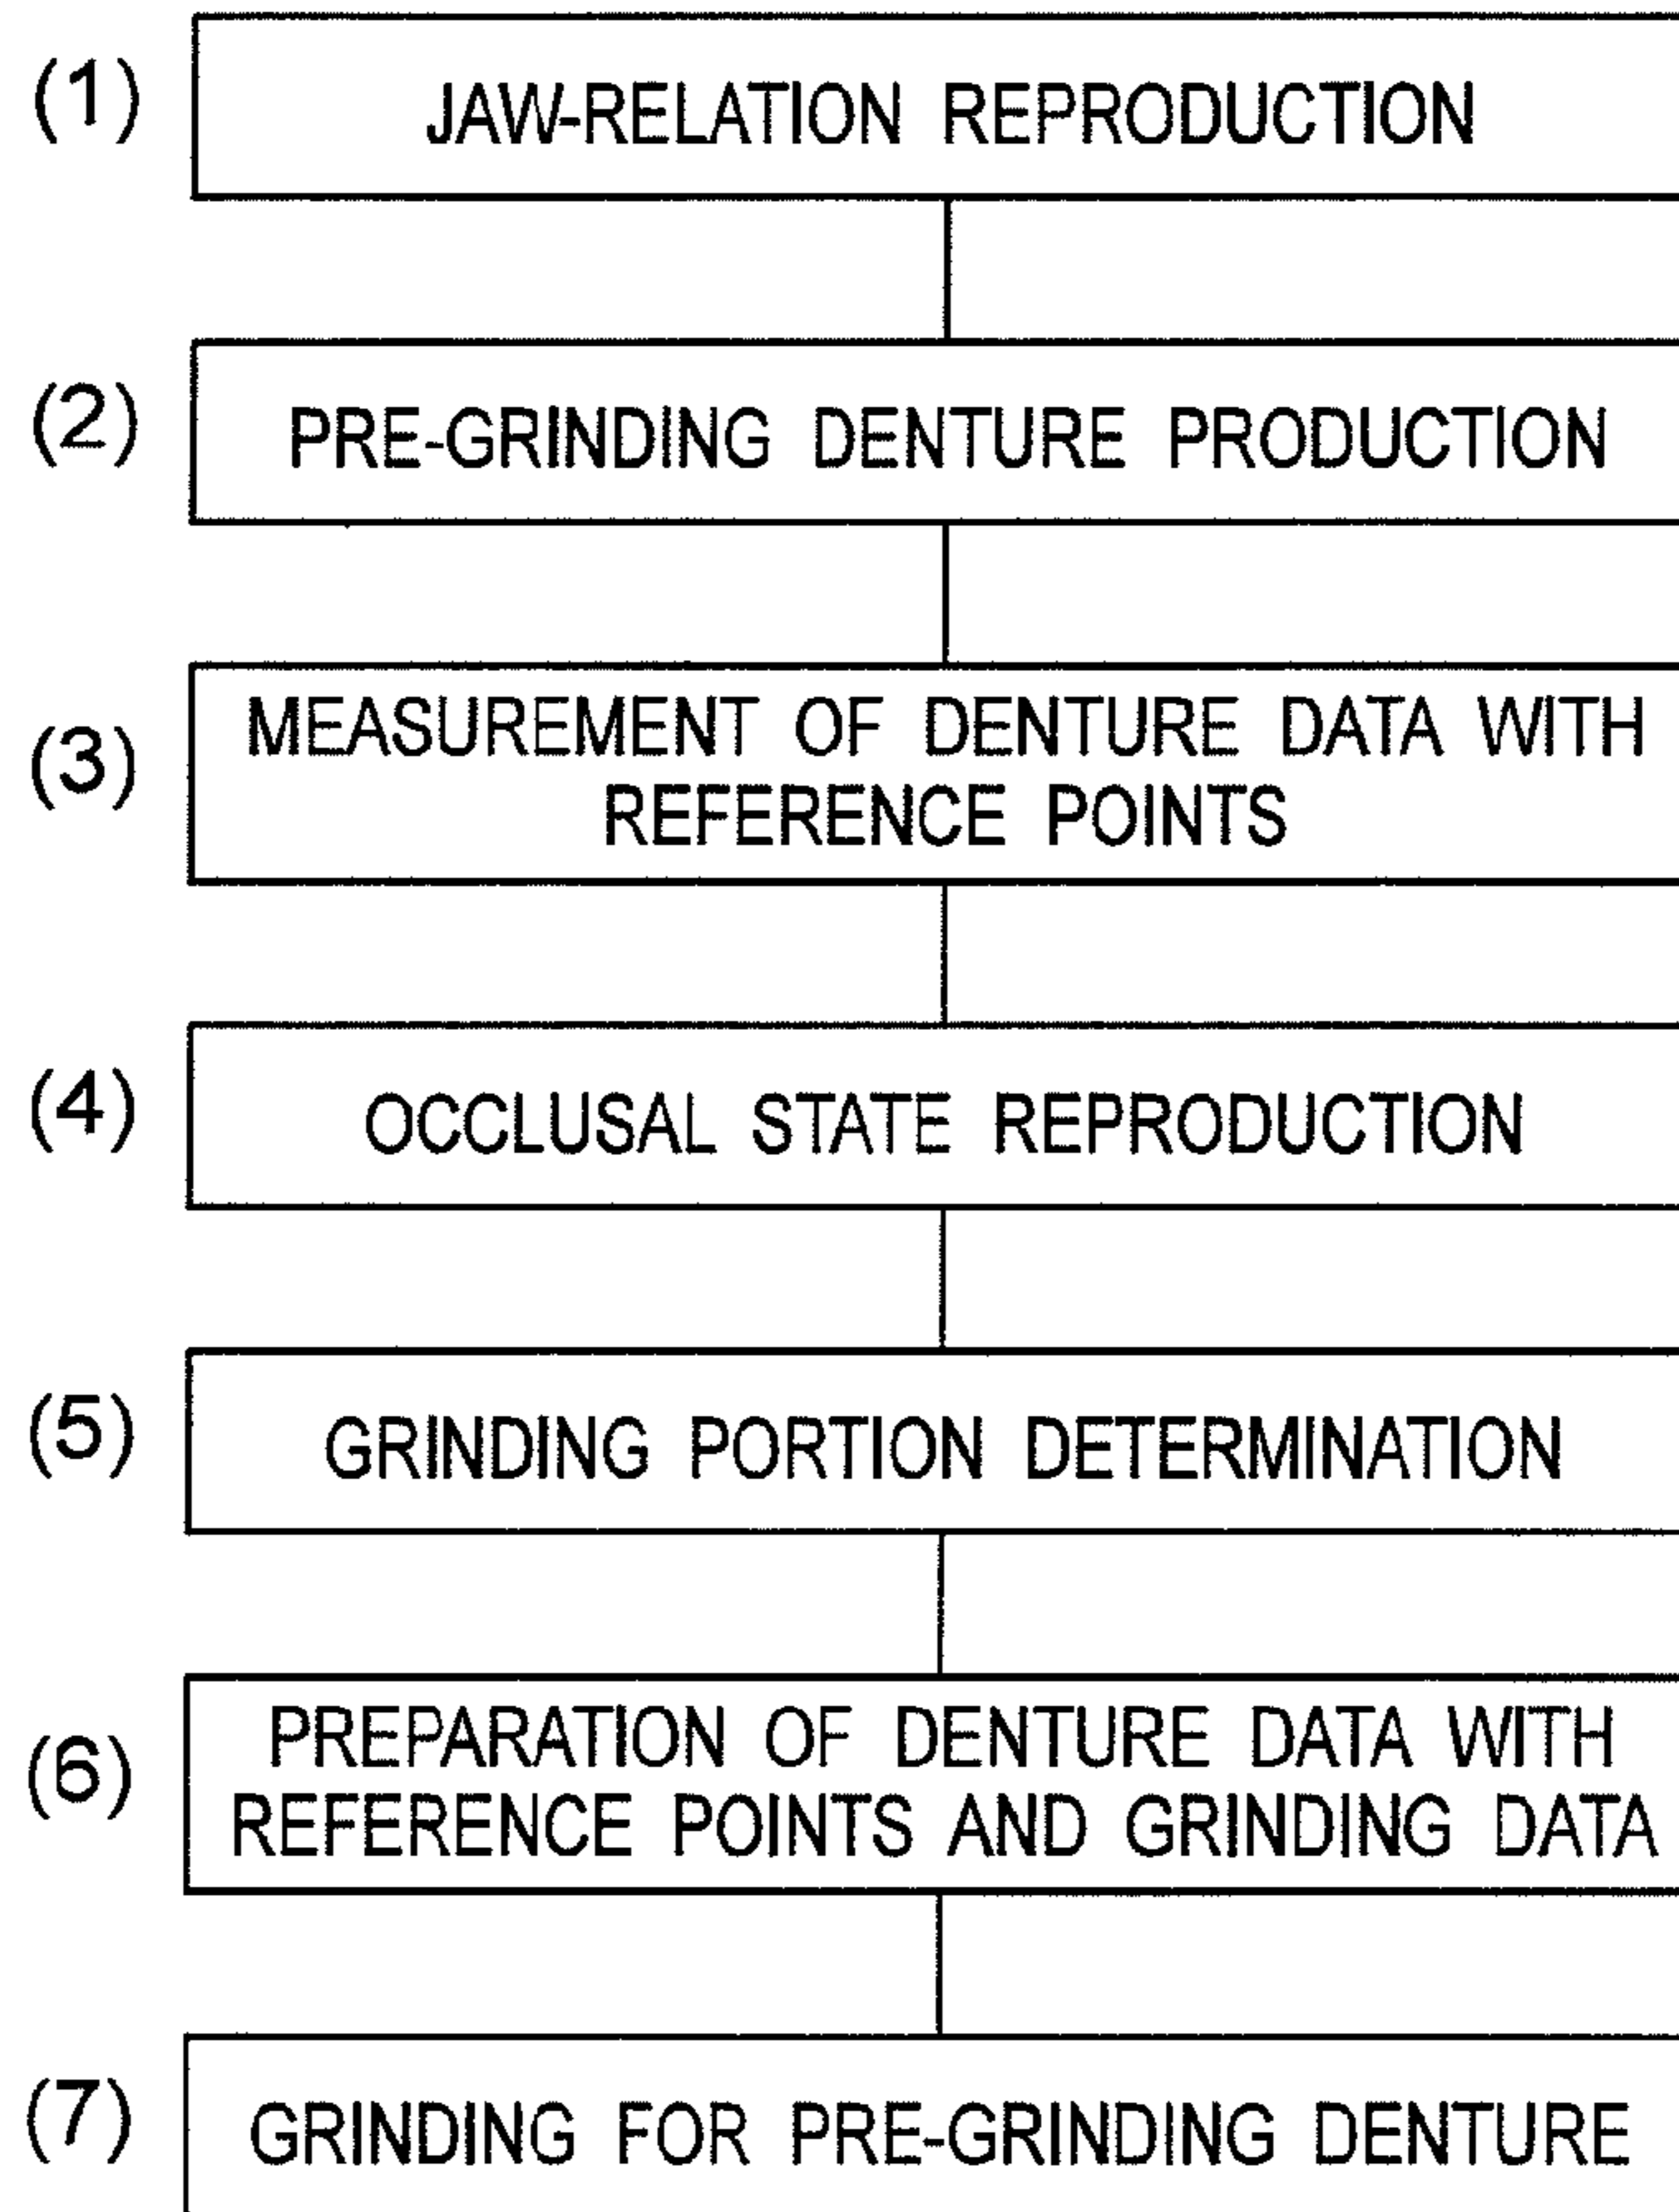 (1) JAW-RELATION REPRODUCTION
(2) PRE-GRINDING DENTURE PRODUCTION
(3) MEASUREMENT OF DENTURE DATA WITH
REFERENCE POINTS
(4) OCCLUSAL STATE REPRODUCTION
(5) GRINDING PORTION DETERMINATION
(6) PREPARATION OF DENTURE DATA WITH
REFERENCE POINTS AND GRINDING DATA
(7) GRINDING FOR PRE-GRINDING DENTURE